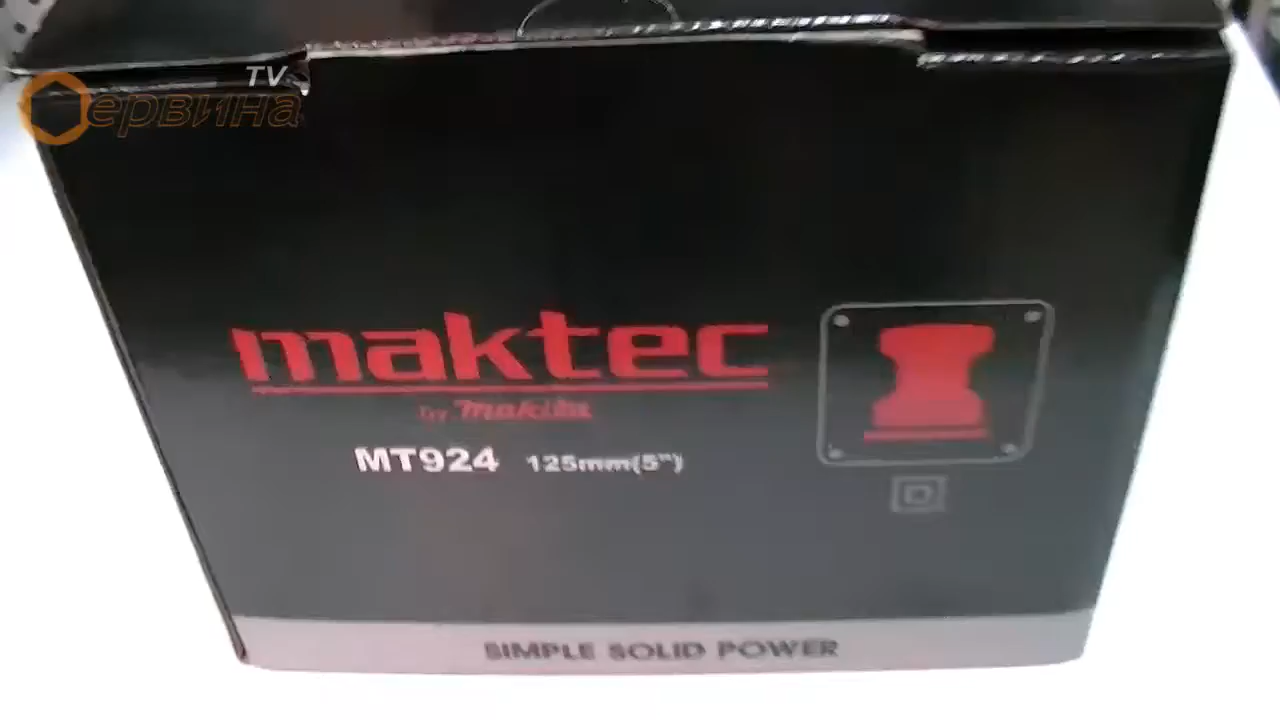 TV
ервина
maktec
by makita
MT924 125mm(5")
SIMPLE SOLID POWER